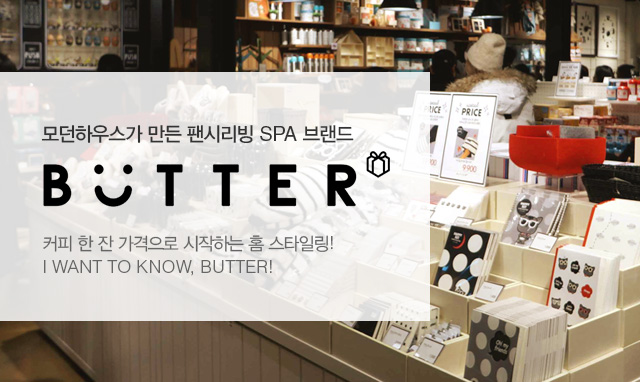 모던하우스가 만든 팬시리빙 SPA 브랜드
BUTTER
커피 한 잔 가격으로 시작하는 홈 스타일링!
I WANT TO KNOW, BUTTER!
PRICE
PRICE
9,900